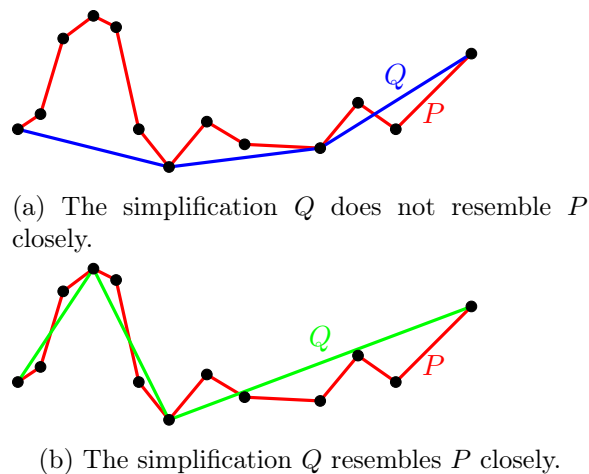 Q
P
(a) The simplification Q does not resemble P
closely.
Q
P
(b) The simplification Q resembles P closely.